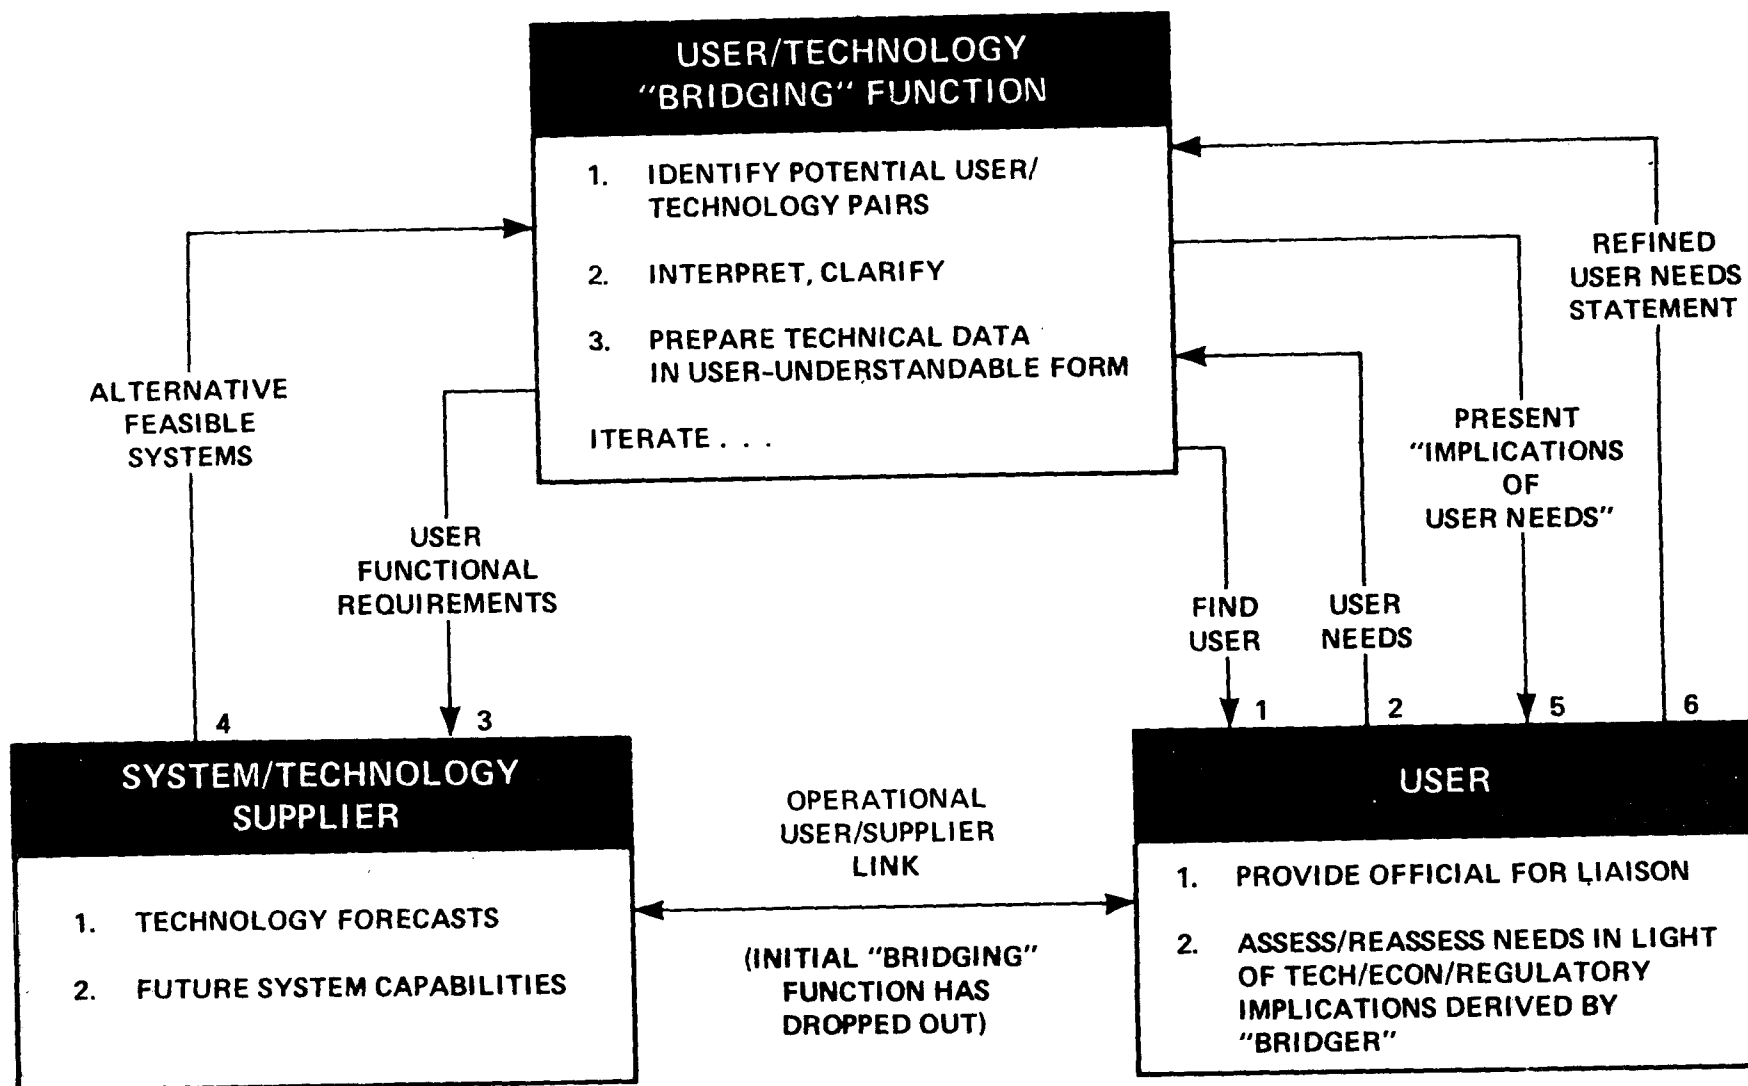 USER/TECHNOLOGY
"BRIDGING" FUNCTION
1. IDENTIFY POTENTIAL USER/
TECHNOLOGY PAIRS
2. INTERPRET, CLARIFY
3. PREPARE TECHNICAL DATA
IN USER-UNDERSTANDABLE FORM
ITERATE . . .
ALTERNATIVE
FEASIBLE
SYSTEMS
USER
FUNCTIONAL
REQUIREMENTS
FIND
USER
USER
NEEDS
PRESENT
"IMPLICATIONS
OF
USER NEEDS"
REFINED
USER NEEDS
STATEMENT
4
3
1
2
5
6
SYSTEM/TECHNOLOGY
SUPPLIER
1. TECHNOLOGY FORECASTS
2. FUTURE SYSTEM CAPABILITIES
OPERATIONAL
USER/SUPPLIER
LINK
(INITIAL "BRIDGING"
FUNCTION HAS
DROPPED OUT)
USER
1. PROVIDE OFFICIAL FOR LIAISON
2. ASSESS/REASSESS NEEDS IN LIGHT
OF TECH/ECON/REGULATORY
IMPLICATIONS DERIVED BY
"BRIDGER"